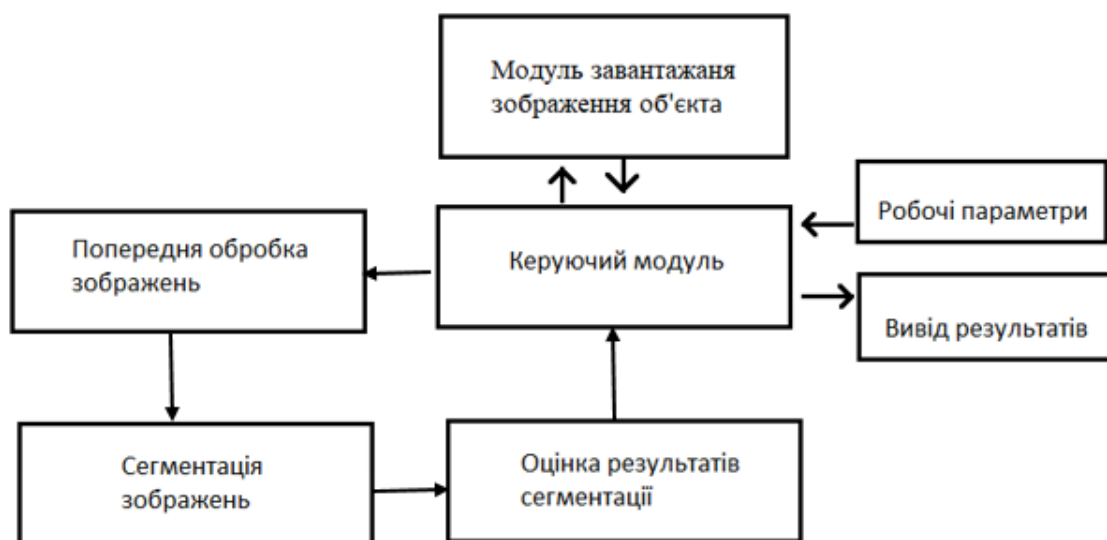 Модуль завантажаня
зображення об'єкта
Робочі параметри
Попередня обробка
зображень
Керуючий модуль
Вивід результатів
Сегментація
зображень
Оцінка результатів
сегментації